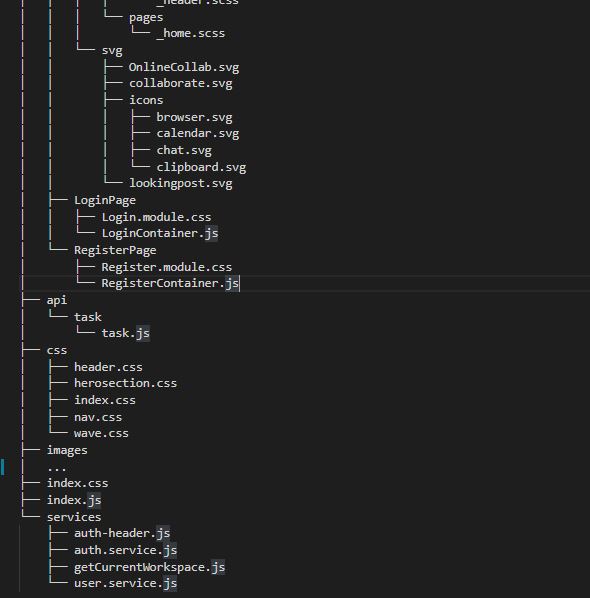 │   │   │   │       _header.scss
│   │   │   └── pages
│   │   │       └── _home.scss
│   │   └── svg
│   │       ├── OnlineCollab.svg
│   │       ├── collaborate.svg
│   │       ├── icons
│   │       │   ├── browser.svg
│   │       │   ├── calendar.svg
│   │       │   ├── chat.svg
│   │       │   └── clipboard.svg
│   │       └── lookingpost.svg
│   ├── LoginPage
│   │   ├── Login.module.css
│   │   └── LoginContainer.js
│   └── RegisterPage
│       ├── Register.module.css
│       └── RegisterContainer.js
├── api
│   └── task
│       └── task.js
├── css
│   ├── header.css
│   ├── herosection.css
│   ├── index.css
│   ├── nav.css
│   └── wave.css
├── images
│   ...
├── index.css
├── index.js
└── services
    ├── auth-header.js
    ├── auth.service.js
    ├── getCurrentWorkspace.js
    └── user.service.js